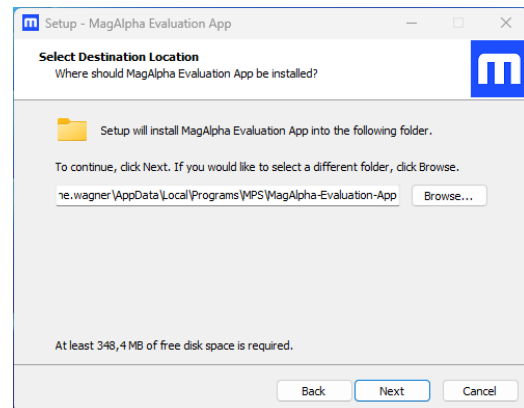 Setup - MagAlpha Evaluation App
Select Destination Location
Where should MagAlpha Evaluation App be installed?
Setup will install MagAlpha Evaluation App into the following folder.
To continue, click Next. If you would like to select a different folder, click Browse.
ne.wagner\AppData\Local\Programs\MPS\MagAlpha-Evaluation-App Browse...
At least 348,4 MB of free disk space is required.
Back Next Cancel